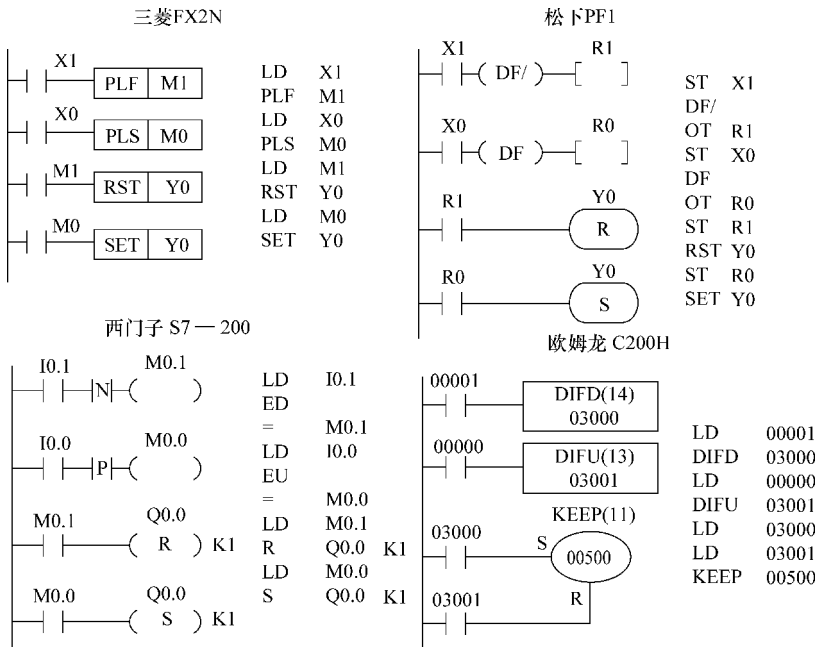 三菱FX2N
X1
PLF M1
X0
PLS M0
M1
RST Y0
M0
SET Y0
LD X1
PLF M1
LD X0
PLS M0
LD M1
RST Y0
LD M0
SET Y0
松下PF1
X1 R1
DF/
X0 R0
DF
R1 Y0
R
R0 Y0
S
ST X1
DF/
OT R1
ST X0
DF
OT R0
ST R1
RST Y0
ST R0
SET Y0
西门子 S7—200
I0.1 M0.1
N
I0.0 M0.0
P
M0.1 Q0.0
R K1
M0.0 Q0.0
S K1
LD I0.1
ED
= M0.1
LD I0.0
EU
= M0.0
LD M0.1
R Q0.0 K1
LD M0.0
S Q0.0 K1
欧姆龙 C200H
00001
DIFD(14)
03000
00000
DIFU(13)
03001
KEEP(11)
03000
S
00500
R
03001
LD 00001
DIFD 03000
LD 00000
DIFU 03001
LD 03000
LD 03001
KEEP 00500